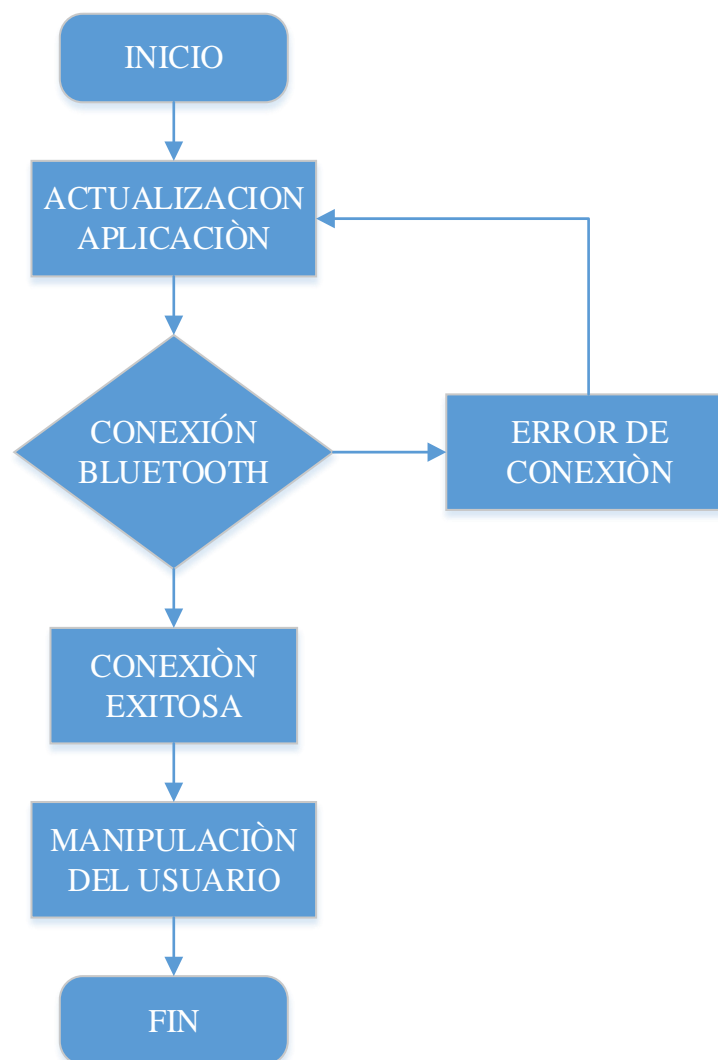 INICIO
ACTUALIZACION
APLICACIÒN
CONEXIÓN
BLUETOOTH
ERROR DE
CONEXIÒN
CONEXIÒN
EXITOSA
MANIPULACIÒN
DEL USUARIO
FIN